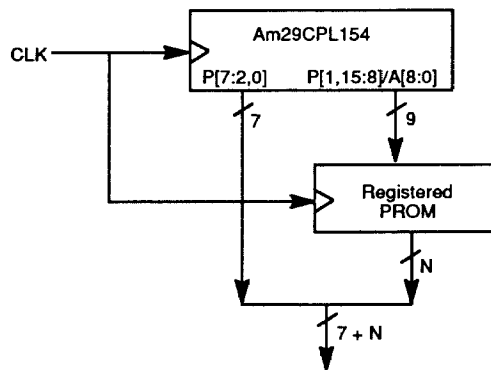 Am29CPL154
CLK
P[7:2,0] P[1,15:8]/A[8:0]
7 9
Registered
PROM
N
7 + N